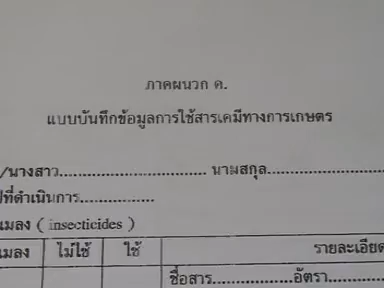 ภาคผนวก ค.
แบบบันทึกข้อมูลการใช้สารเคมีทางการเกษตร
/นางสาว.................................. นามสกุล..............................
ที่ดำเนินการ.................
แมลง ( insecticides )
แมลง ไม่ใช้ ใช้ รายละเอียด
ชื่อสาร..................อัตรา..................